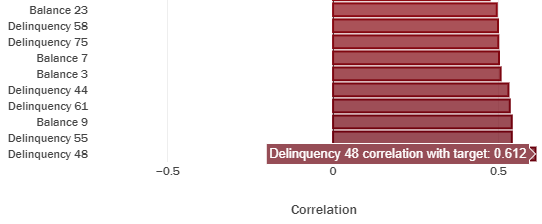 Balance 23
Delinquency 58
Delinquency 75
Balance 7
Balance 3
Delinquency 44
Delinquency 61
Balance 9
Delinquency 55
Delinquency 48
Delinquency 48 correlation with target: 0.612
−0.5 0 0.5
Correlation